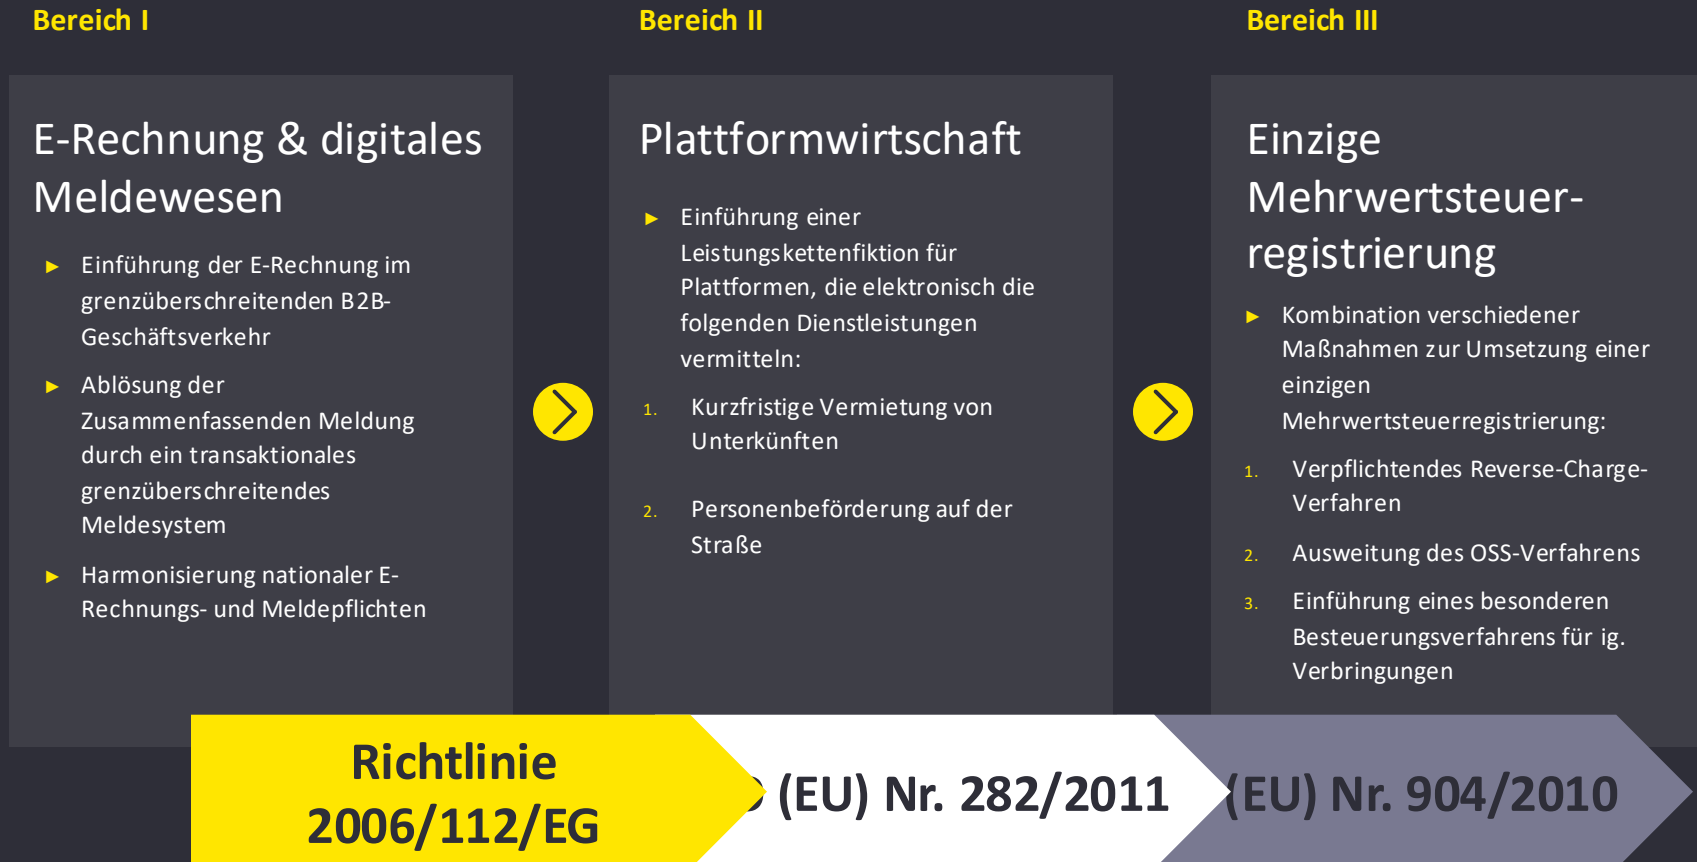 Bereich I
E-Rechnung & digitales
Meldewesen
► Einführung der E-Rechnung im
grenzüberschreitenden B2B-
Geschäftsverkehr
► Ablösung der
Zusammenfassenden Meldung
durch ein transaktionales
grenzüberschreitendes
Meldesystem
► Harmonisierung nationaler E-
Rechnungs- und Meldepflichten
Bereich II
Plattformwirtschaft
► Einführung einer
Leistungskettenfiktion für
Plattformen, die elektronisch die
folgenden Dienstleistungen
vermitteln:
1. Kurzfristige Vermietung von
Unterkünften
2. Personenbeförderung auf der
Straße
Bereich III
Einzige
Mehrwertsteuer-
registrierung
► Kombination verschiedener
Maßnahmen zur Umsetzung einer
einzigen
Mehrwertsteuerregistrierung:
1. Verpflichtendes Reverse-Charge-
Verfahren
2. Ausweitung des OSS-Verfahrens
3. Einführung eines besonderen
Besteuerungsverfahrens für ig.
Verbringungen
Richtlinie
2006/112/EG
(EU) Nr. 282/2011
(EU) Nr. 904/2010